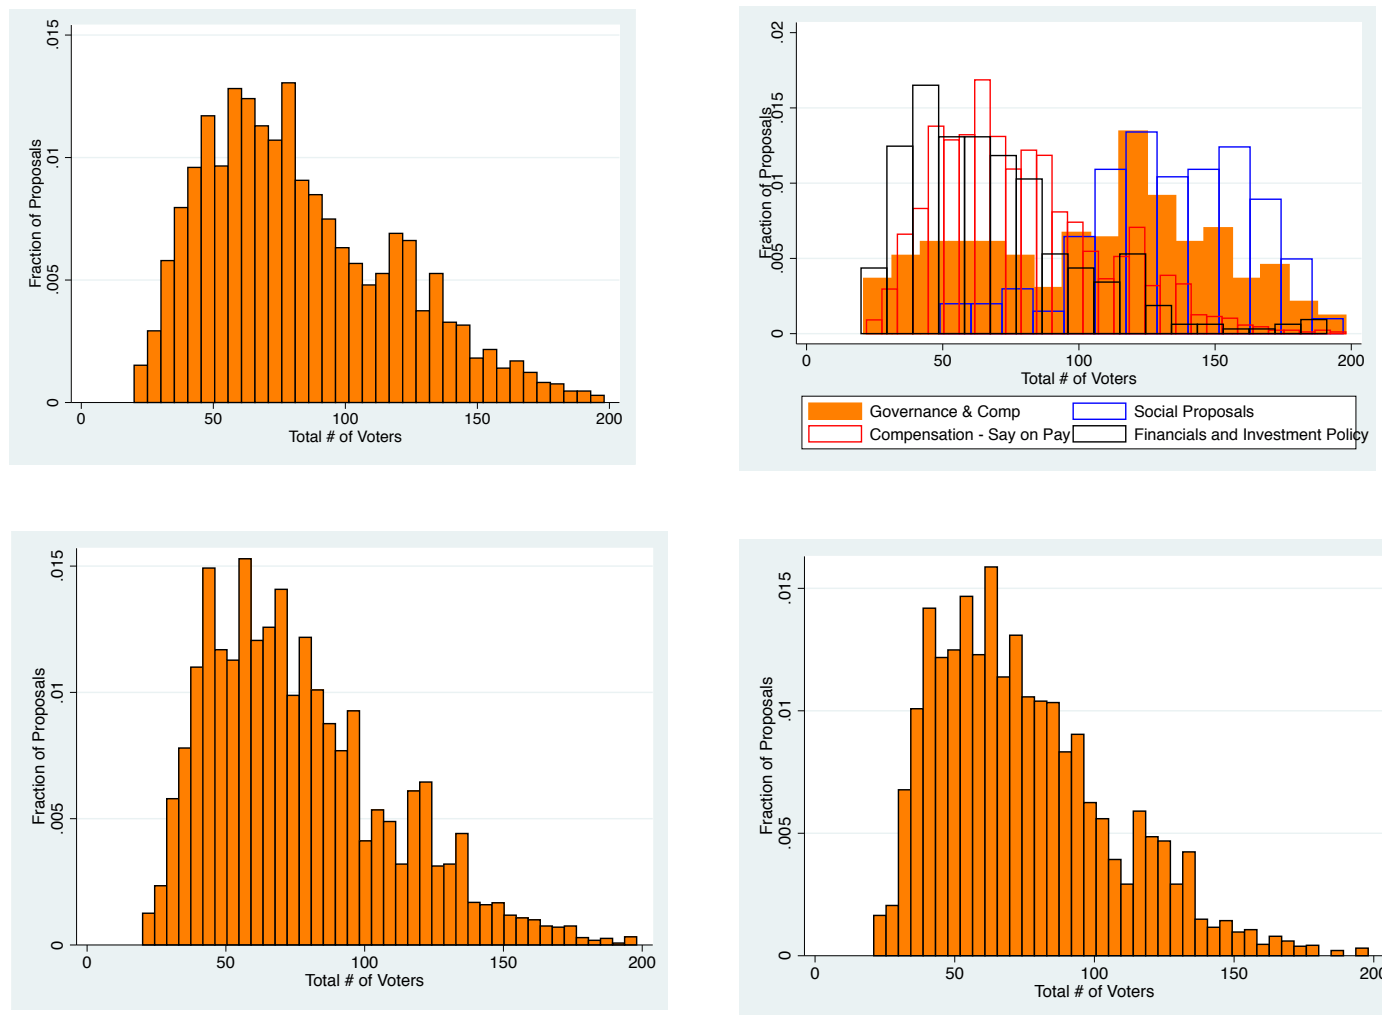 Fraction of Proposals
.015
.01
.005
0
0 50 100 150 200
Total # of Voters
Fraction of Proposals
.02
.015
.01
.005
0
0 50 100 150 200
Total # of Voters
Governance & Comp Social Proposals
Compensation - Say on Pay Financials and Investment Policy
Fraction of Proposals
.015
.01
.005
0
0 50 100 150 200
Total # of Voters
Fraction of Proposals
.015
.01
.005
0
0 50 100 150 200
Total # of Voters